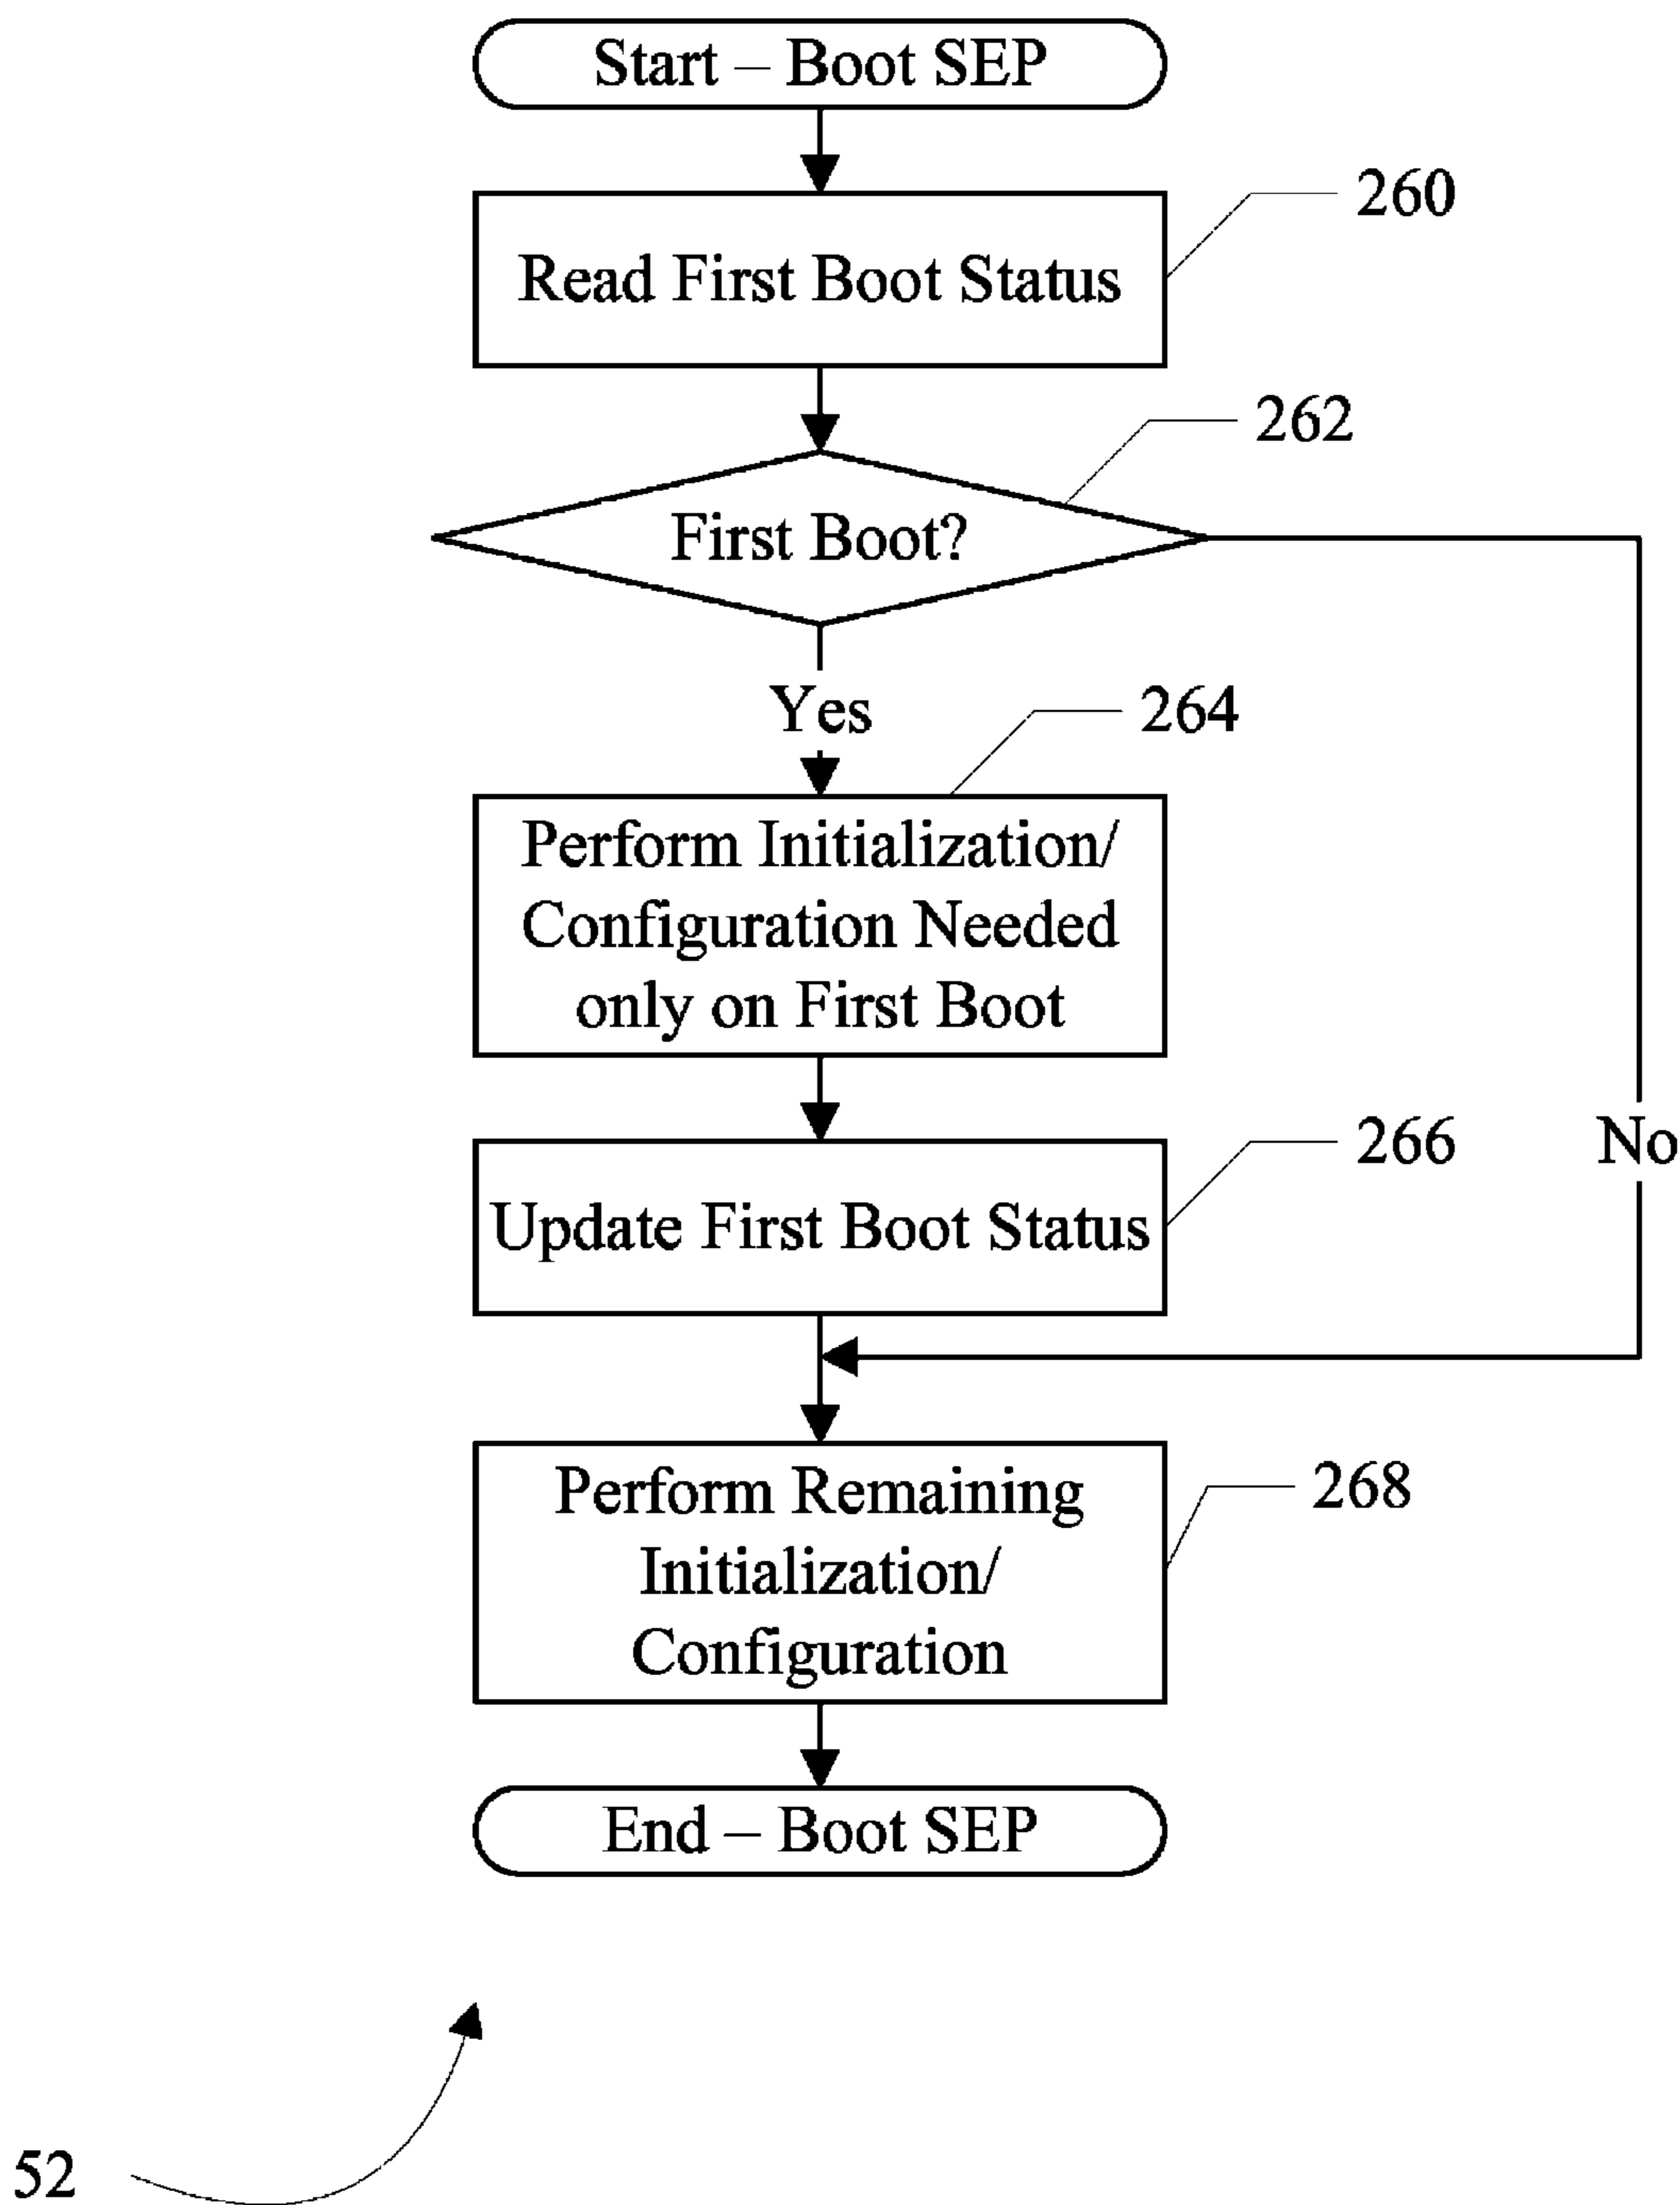 Start – Boot SEP
260
Read First Boot Status
262
First Boot?
Yes
264
Perform Initialization/
Configuration Needed
only on First Boot
266
No
Update First Boot Status
268
Perform Remaining
Initialization/
Configuration
End – Boot SEP
52